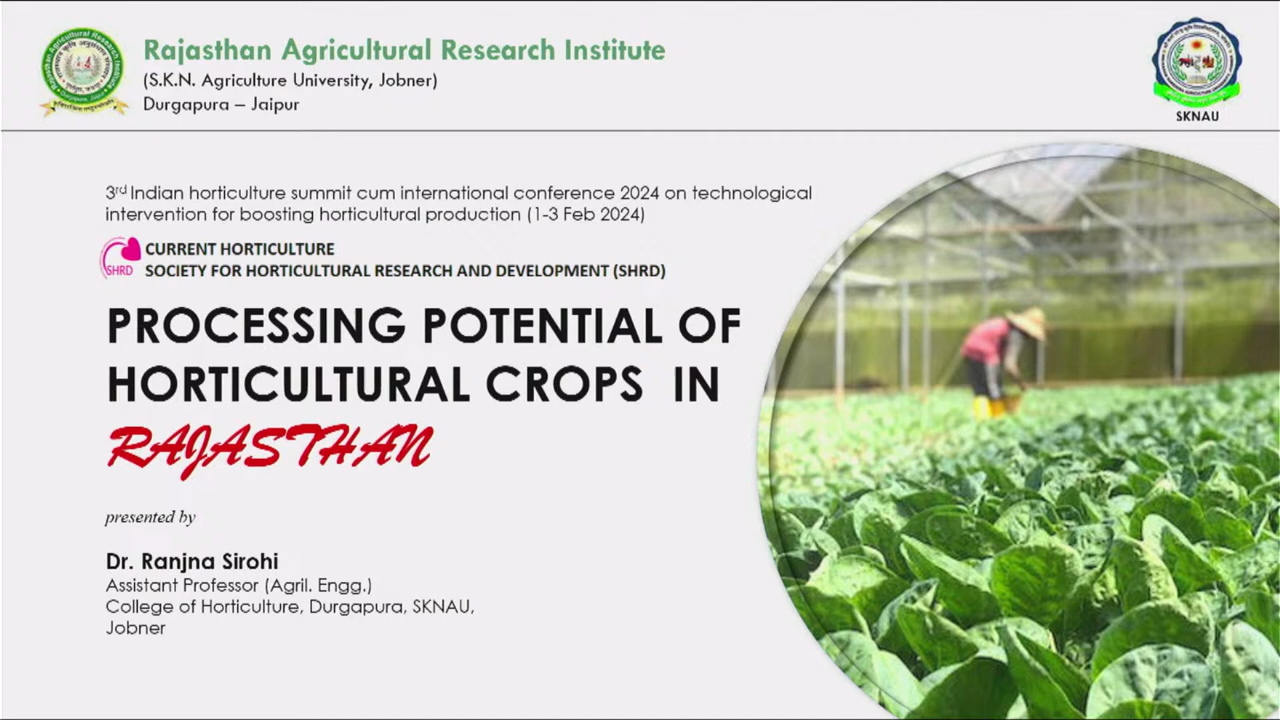 Rajasthan Agricultural Research Institute
(S.K.N. Agriculture University, Jobner)
Durgapura – Jaipur
SKNAU
3rd Indian horticulture summit cum international conference 2024 on technological
intervention for boosting horticultural production (1-3 Feb 2024)
SHRD
CURRENT HORTICULTURE
SOCIETY FOR HORTICULTURAL RESEARCH AND DEVELOPMENT (SHRD)
PROCESSING POTENTIAL OF
HORTICULTURAL CROPS IN
RAJASTHAN
presented by
Dr. Ranjna Sirohi
Assistant Professor (Agril. Engg.)
College of Horticulture, Durgapura, SKNAU,
Jobner